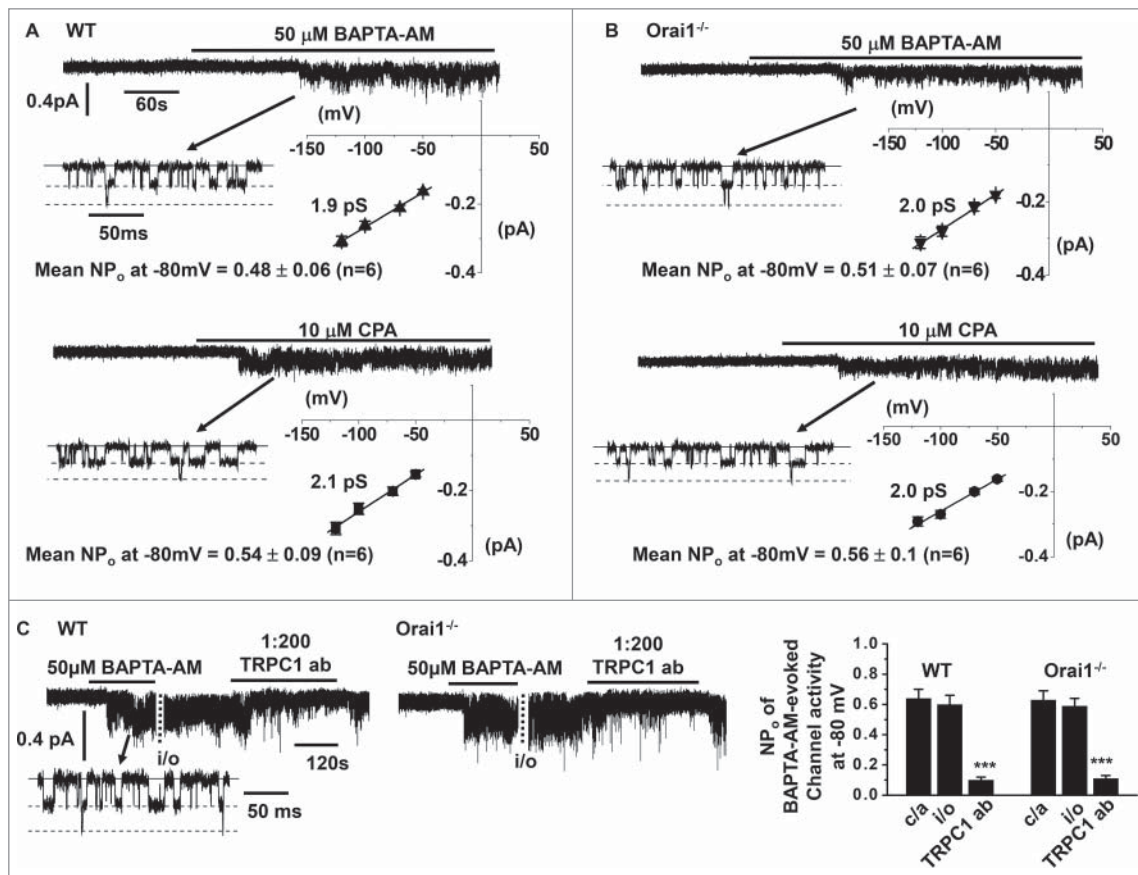 A WT
50 μM BAPTA-AM
0.4pA
60s
(mV)
-150 -100 -50 50
1.9 pS
-0.2
(pA)
50ms
-0.4
Mean NPo at -80mV = 0.48 ± 0.06 (n=6)
10 μM CPA
(mV)
-150 -100 -50 50
2.1 pS
-0.2
Mean NPo at -80mV = 0.54 ± 0.09 (n=6)
(pA)
-0.4
B Orai1-/-
50 μM BAPTA-AM
(mV)
-150 -100 -50 50
2.0 pS
-0.2
(pA)
Mean NPo at -80mV = 0.51 ± 0.07 (n=6)
-0.4
10 μM CPA
(mV)
-150 -100 -50 50
2.0 pS
-0.2
Mean NPo at -80mV = 0.56 ± 0.1 (n=6)
(pA)
-0.4
C WT
50μM BAPTA-AM
1:200
TRPC1 ab
0.4 pA
i/o
120s
50 ms
Orai1-/-
50μM BAPTA-AM
1:200
TRPC1 ab
i/o
NPo of
BAPTA-AM-evoked
Channel activity
at -80 mV
1.0
0.8
0.6
0.4
0.2
0.0
WT
Orai1-/-
***
***
c/a
i/o
TRPC1 ab
c/a
i/o
TRPC1 ab